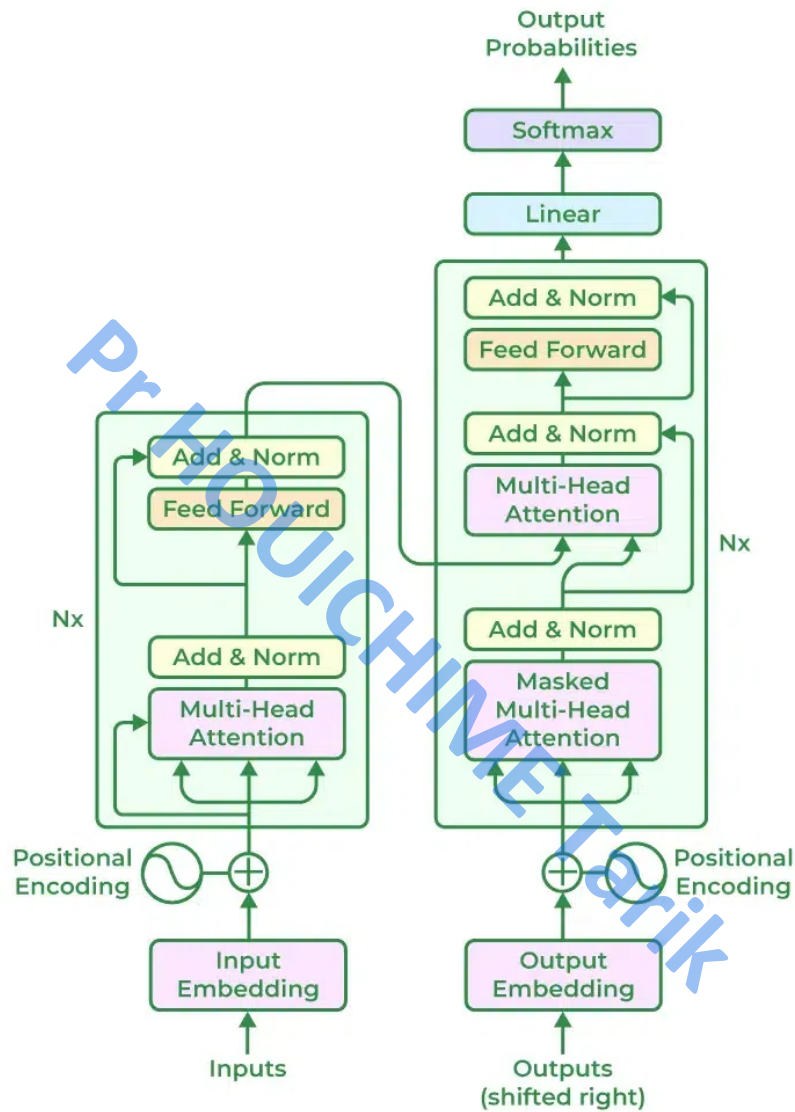 Output
Probabilities
Softmax
Linear
Add & Norm
Feed Forward
Add & Norm
Multi-Head
Attention
Nx
Add & Norm
Masked
Multi-Head
Attention
Add & Norm
Feed Forward
Nx
Add & Norm
Multi-Head
Attention
Positional
Encoding
Positional
Encoding
Input
Embedding
Output
Embedding
Inputs
Outputs
(shifted right)
Pr HOUICHIME Tarik